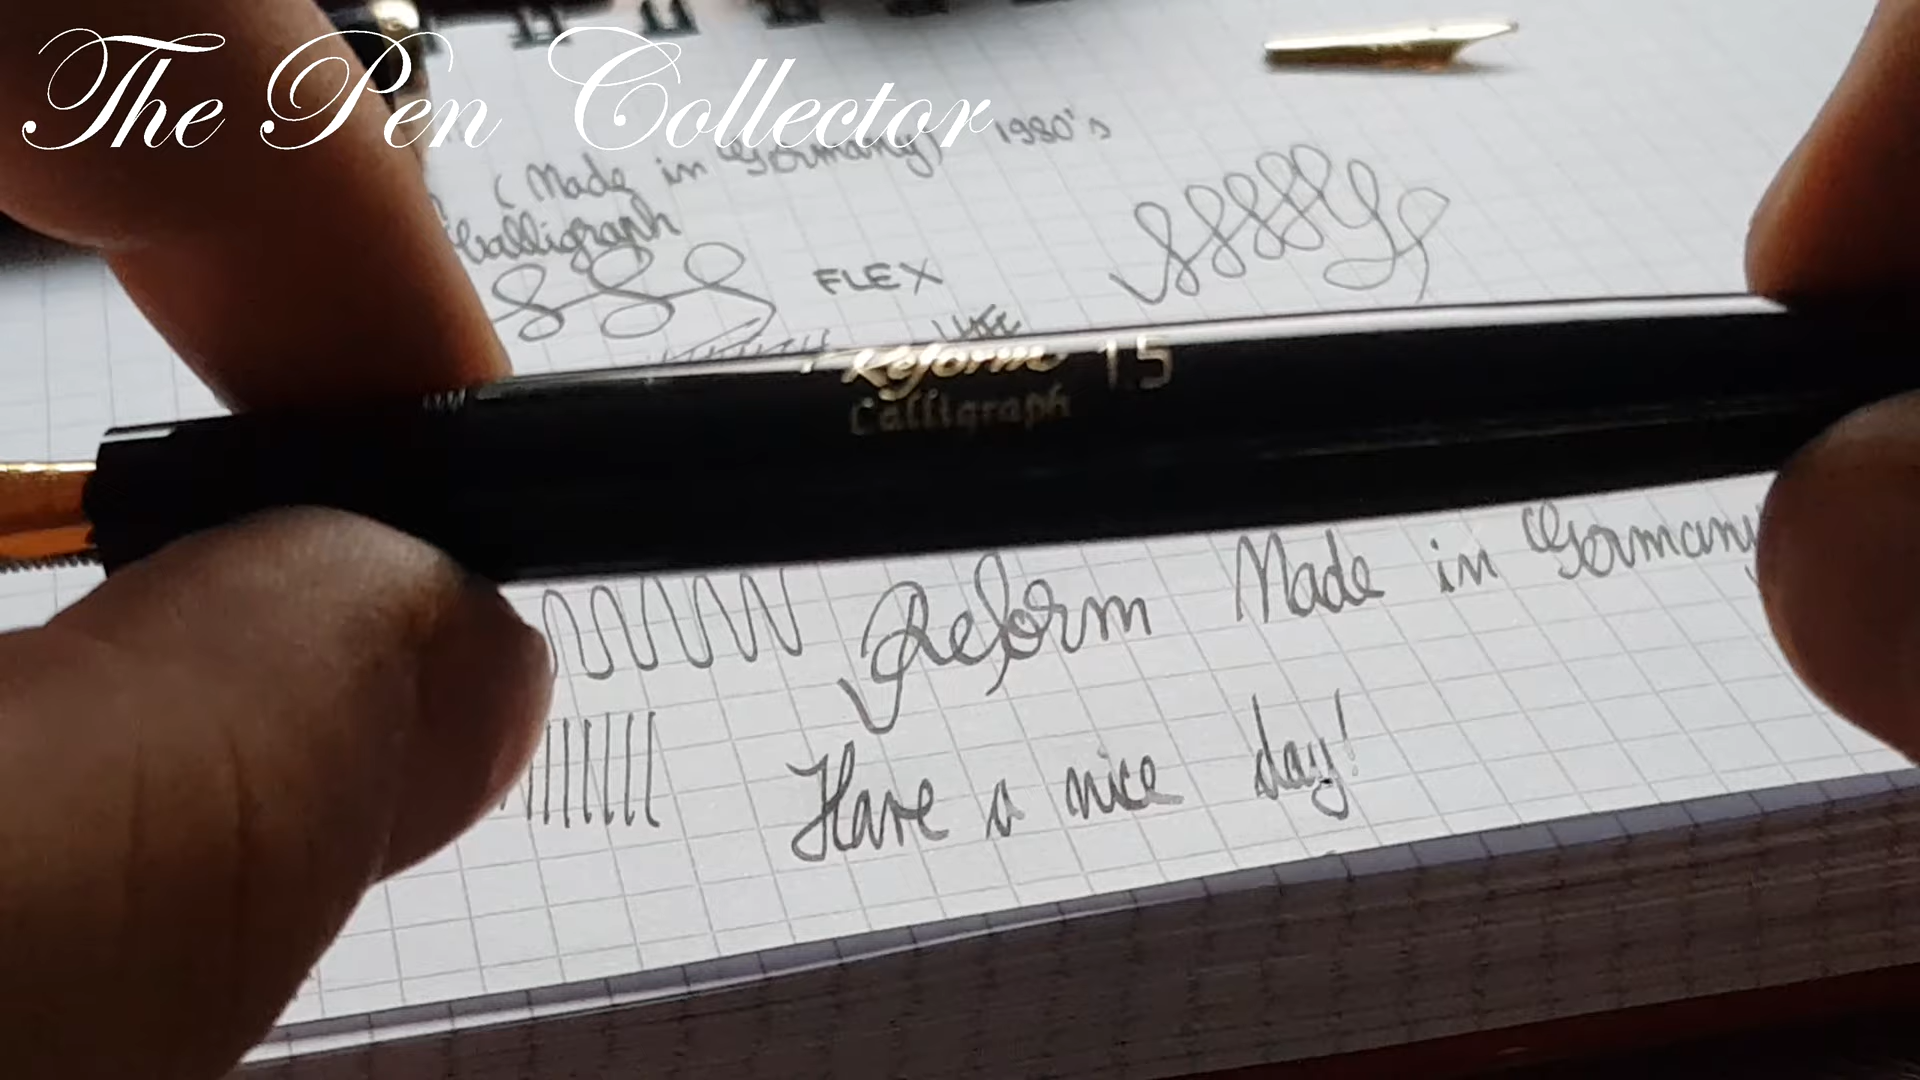 The Pen Collector
(Made in Germany) 1980's
Calligraph
FLEX
Reform 1.5
Calligraph
Reform Made in Germany
Have a nice day!